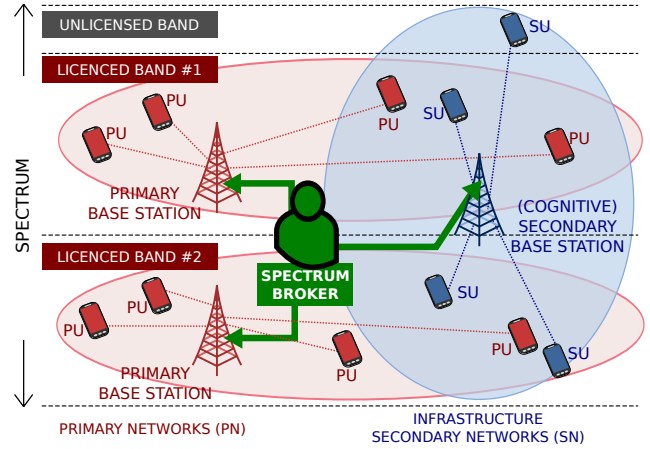 UNLICENSED BAND
SU
LICENCED BAND #1
PU
PU
PU
SU
PU
PRIMARY
BASE STATION
(COGNITIVE)
SECONDARY
BASE STATION
SPECTRUM
LICENCED BAND #2
SPECTRUM
BROKER
PU
PU
SU
PU
PU
SU
PRIMARY
BASE STATION
PRIMARY NETWORKS (PN)
INFRASTRUCTURE
SECONDARY NETWORKS (SN)